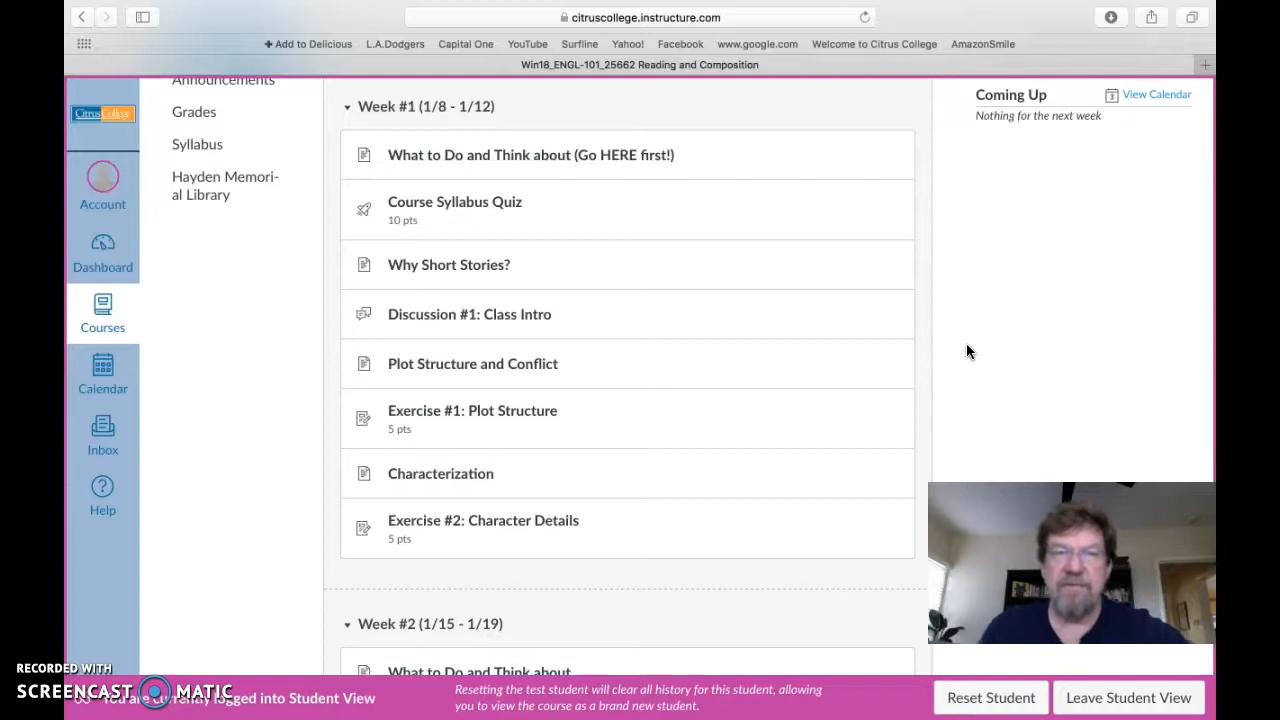 citruscollege.instructure.com
+ Add to Delicious L.A.Dodgers Capital One YouTube Surfline Yahoo! Facebook www.google.com Welcome to Citrus College AmazonSmile
Win18_ENGL-101_25662 Reading and Composition
Citrus College
Account
Dashboard
Courses
Calendar
Inbox
Help
Announcements
Grades
Syllabus
Hayden Memori-
al Library
Week #1 (1/8 - 1/12)
What to Do and Think about (Go HERE first!)
Course Syllabus Quiz
10 pts
Why Short Stories?
Discussion #1: Class Intro
Plot Structure and Conflict
Exercise #1: Plot Structure
5 pts
Characterization
Exercise #2: Character Details
5 pts
Week #2 (1/15 - 1/19)
What to Do and Think about
Coming Up
3
View Calendar
Nothing for the next week
RECORDED WITH
SCREENCAST MATIC
You are currently logged into Student View
Resetting the test student will clear all history for this student, allowing
you to view the course as a brand new student.
Reset Student
Leave Student View